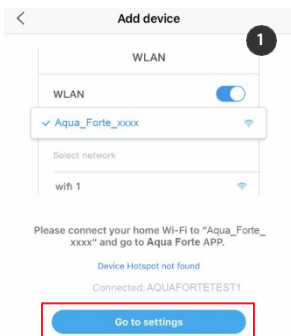 Add device
1
WLAN
WLAN
Aqua_Forte_xxxx
Select network
wifi 1
Please connect your home Wi-Fi to "Aqua_Forte_
xxxx" and go to Aqua Forte APP.
Device Hotspot not found
Connected: AQUAFORTETEST1
Go to settings